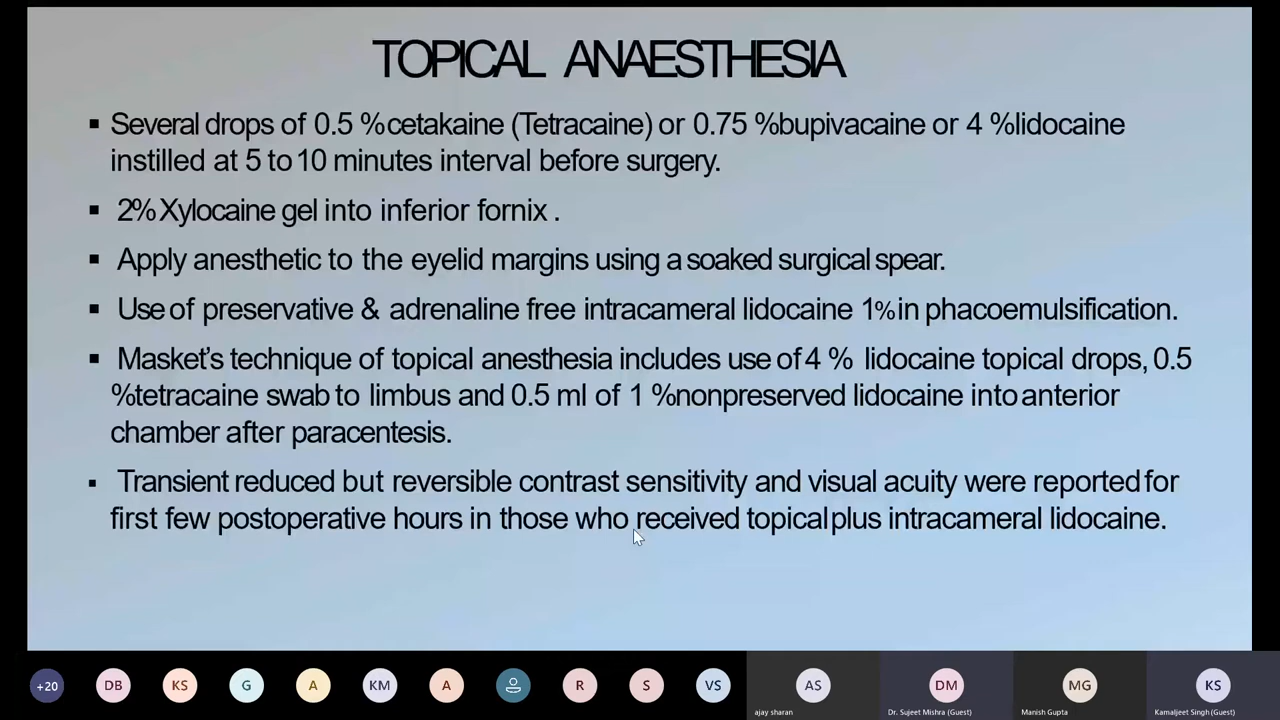 TOPICAL ANAESTHESIA
▪ Several drops of 0.5 %cetakaine (Tetracaine) or 0.75 %bupivacaine or 4 %lidocaine
instilled at 5 to 10 minutes interval before surgery.
▪ 2% Xylocaine gel into inferior fornix .
▪ Apply anesthetic to the eyelid margins using a soaked surgical spear.
▪ Use of preservative & adrenaline free intracameral lidocaine 1% in phacoemulsification.
▪ Masket's technique of topical anesthesia includes use of 4 % lidocaine topical drops, 0.5
%tetracaine swab to limbus and 0.5 ml of 1 %nonpreserved lidocaine into anterior
chamber after paracentesis.
▪ Transient reduced but reversible contrast sensitivity and visual acuity were reported for
first few postoperative hours in those who received topical plus intracameral lidocaine.
+20 DB KS G A KM A R S VS AS DM MG KS
ajay sharan Dr. Sujeet Mishra (Guest) Manish Gupta Kamaljeet Singh (Guest)